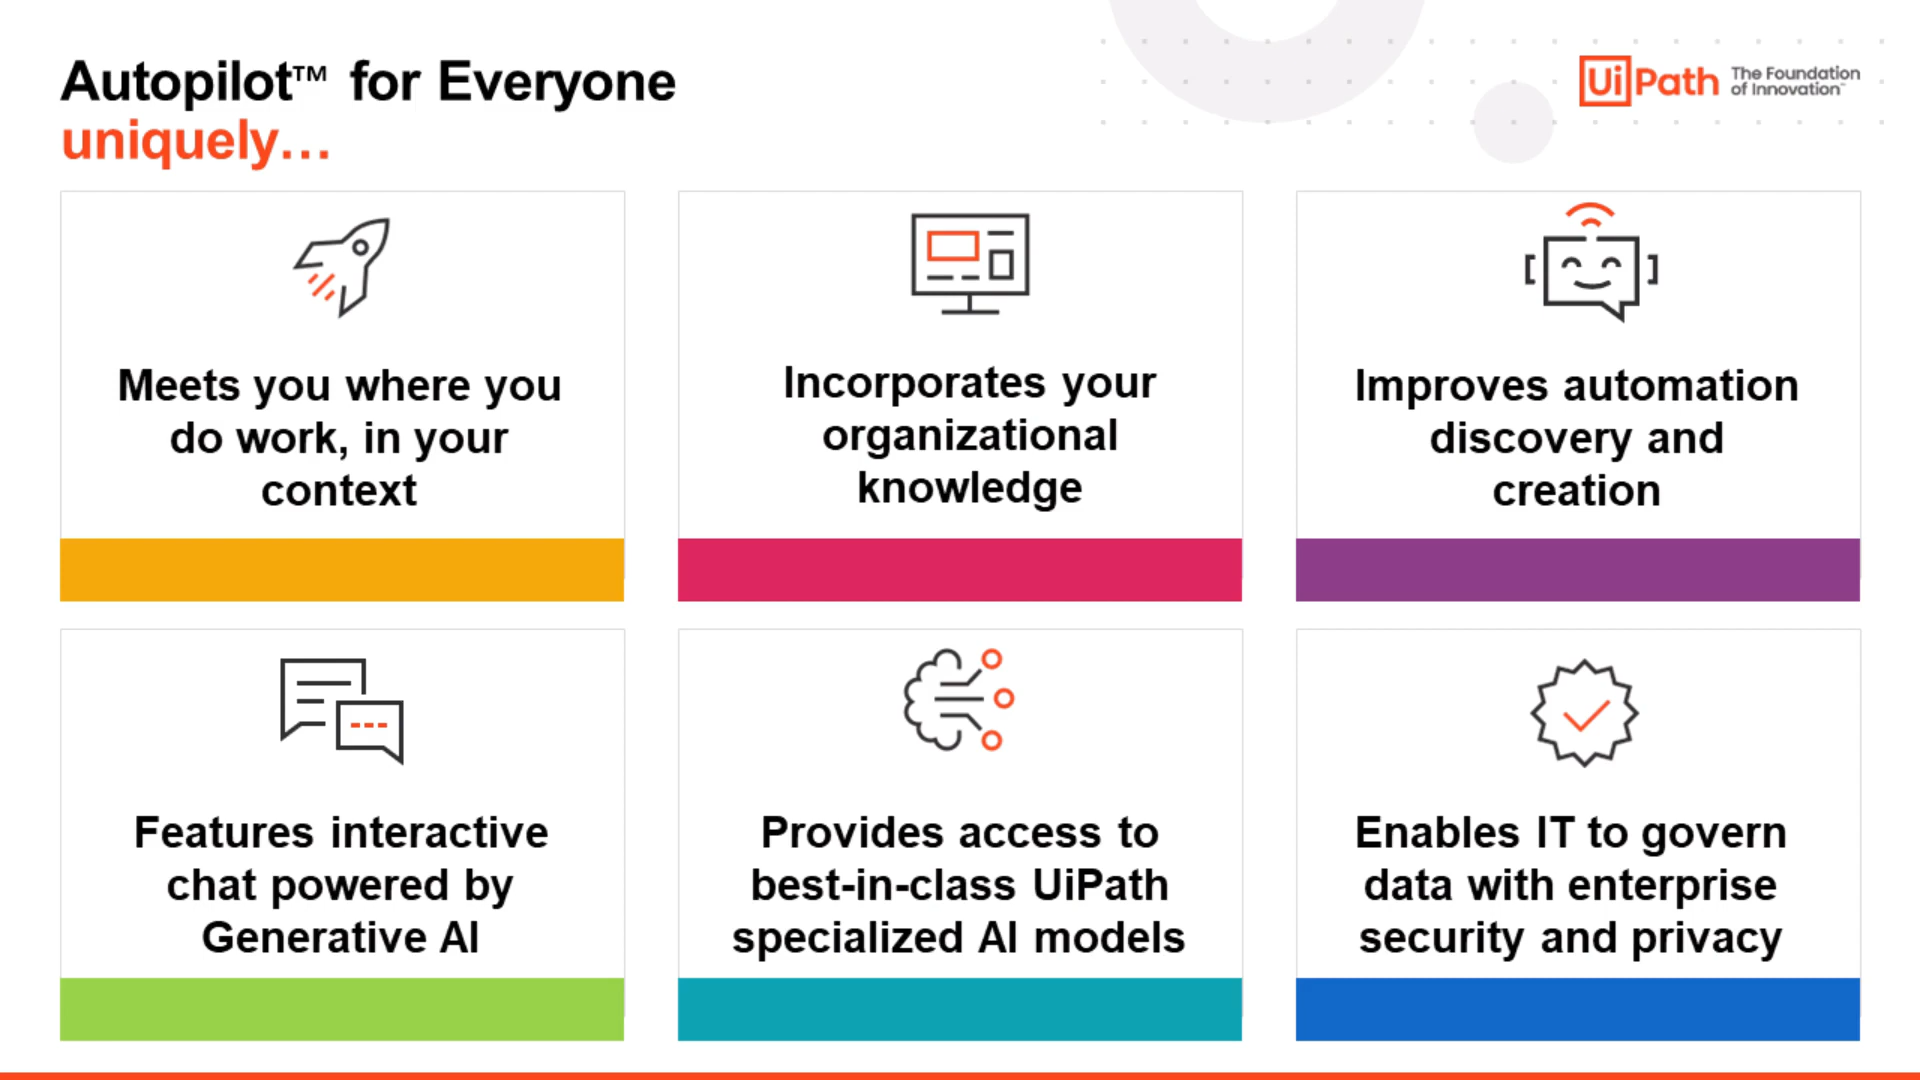 Autopilot™ for Everyone
uniquely…
UiPath The Foundation
of Innovation™
Meets you where you
do work, in your
context
Incorporates your
organizational
knowledge
Improves automation
discovery and
creation
Features interactive
chat powered by
Generative AI
Provides access to
best-in-class UiPath
specialized AI models
Enables IT to govern
data with enterprise
security and privacy